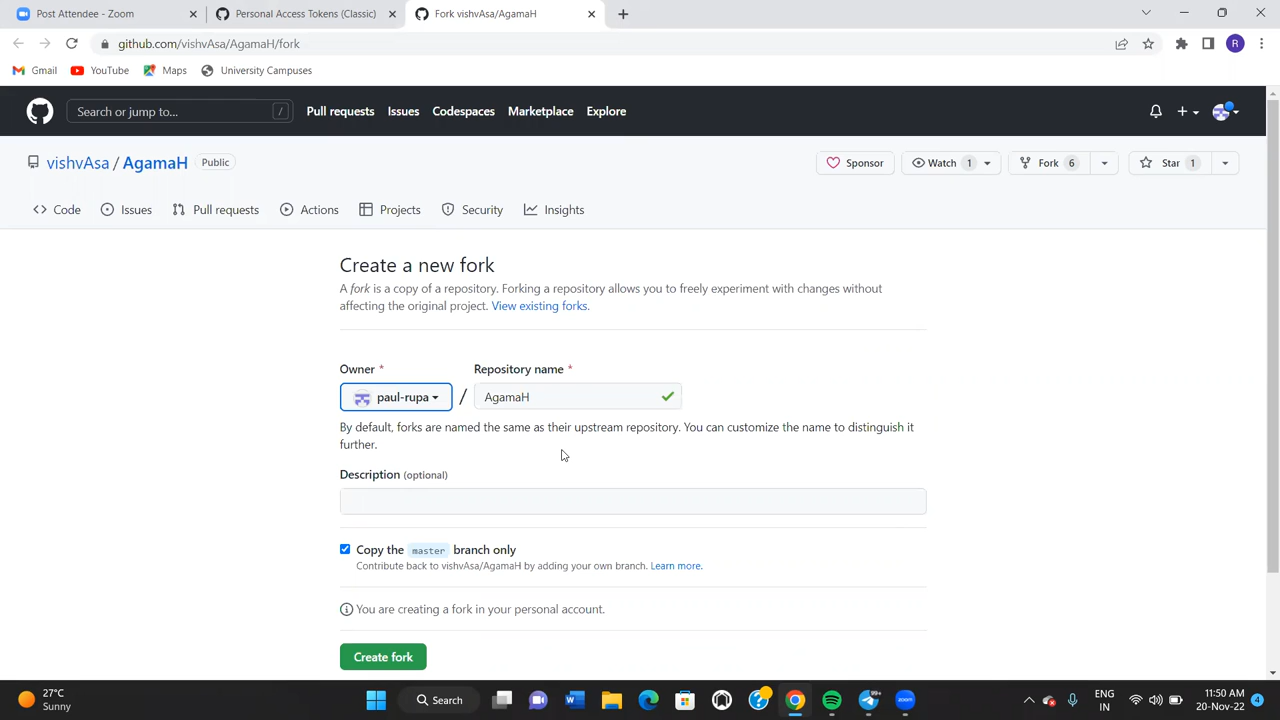 Post Attendee - Zoom
Personal Access Tokens (Classic)
Fork vishvAsa/AgamaH
github.com/vishvAsa/AgamaH/fork
R
Gmail
YouTube
Maps
University Campuses
Search or jump to...
/
Pull requests
Issues
Codespaces
Marketplace
Explore
vishvAsa / AgamaH
Public
Sponsor
Watch 1
Fork 6
Star 1
Code
Issues
Pull requests
Actions
Projects
Security
Insights
Create a new fork
A fork is a copy of a repository. Forking a repository allows you to freely experiment with changes without
affecting the original project. View existing forks.
Owner *
Repository name *
paul-rupa
/
AgamaH
By default, forks are named the same as their upstream repository. You can customize the name to distinguish it
further.
Description (optional)
Copy the master branch only
Contribute back to vishvAsa/AgamaH by adding your own branch. Learn more.
You are creating a fork in your personal account.
Create fork
27°C
Sunny
Search
99+
ENG
IN
11:50 AM
20-Nov-22
4